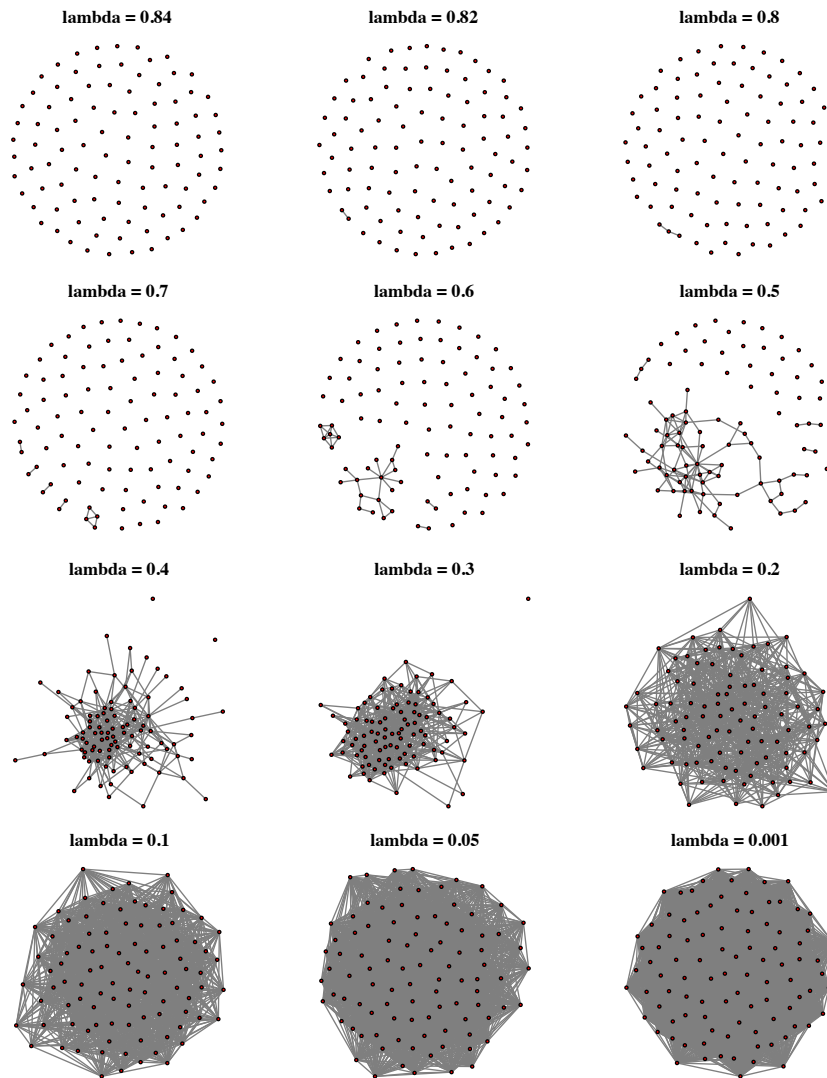 lambda = 0.84
lambda = 0.82
lambda = 0.8
lambda = 0.7
lambda = 0.6
lambda = 0.5
lambda = 0.4
lambda = 0.3
lambda = 0.2
lambda = 0.1
lambda = 0.05
lambda = 0.001